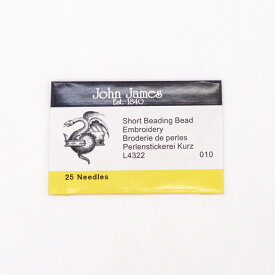 John James
Est. 1840
Short Beading Bead
Embroidery
Broderie de perles
Perlenstickerei Kurz
L4322 010
25 Needles